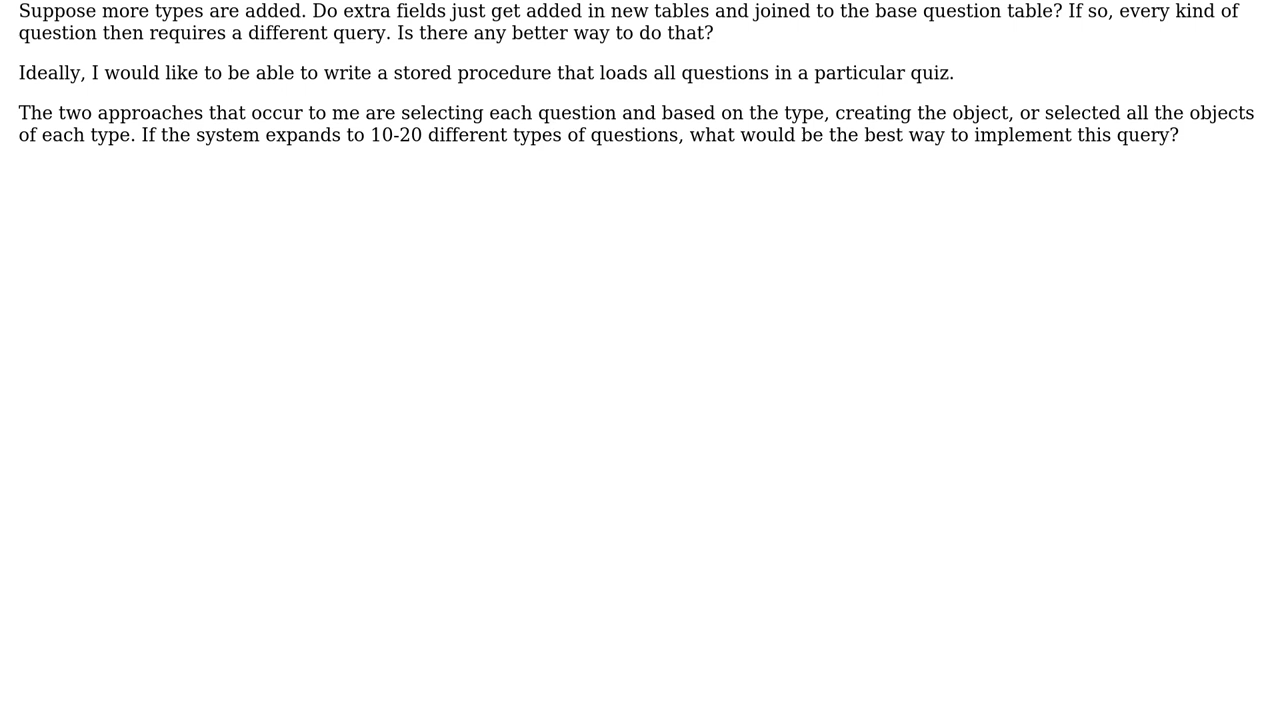 Suppose more types are added. Do extra fields just get added in new tables and joined to the base question table? If so, every kind of
question then requires a different query. Is there any better way to do that?
Ideally, I would like to be able to write a stored procedure that loads all questions in a particular quiz.
The two approaches that occur to me are selecting each question and based on the type, creating the object, or selected all the objects
of each type. If the system expands to 10-20 different types of questions, what would be the best way to implement this query?